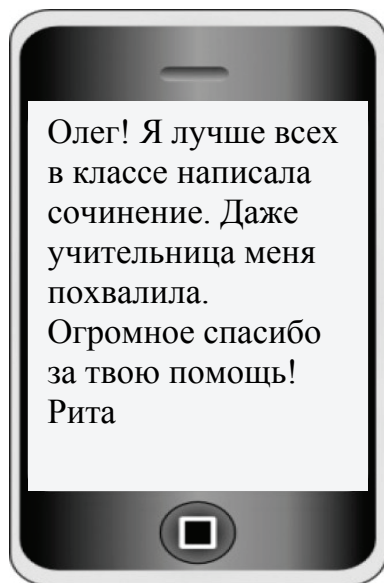 Олег! Я лучше всех
в классе написала
сочинение. Даже
учительница меня
похвалила.
Огромное спасибо
за твою помощь!
Рита